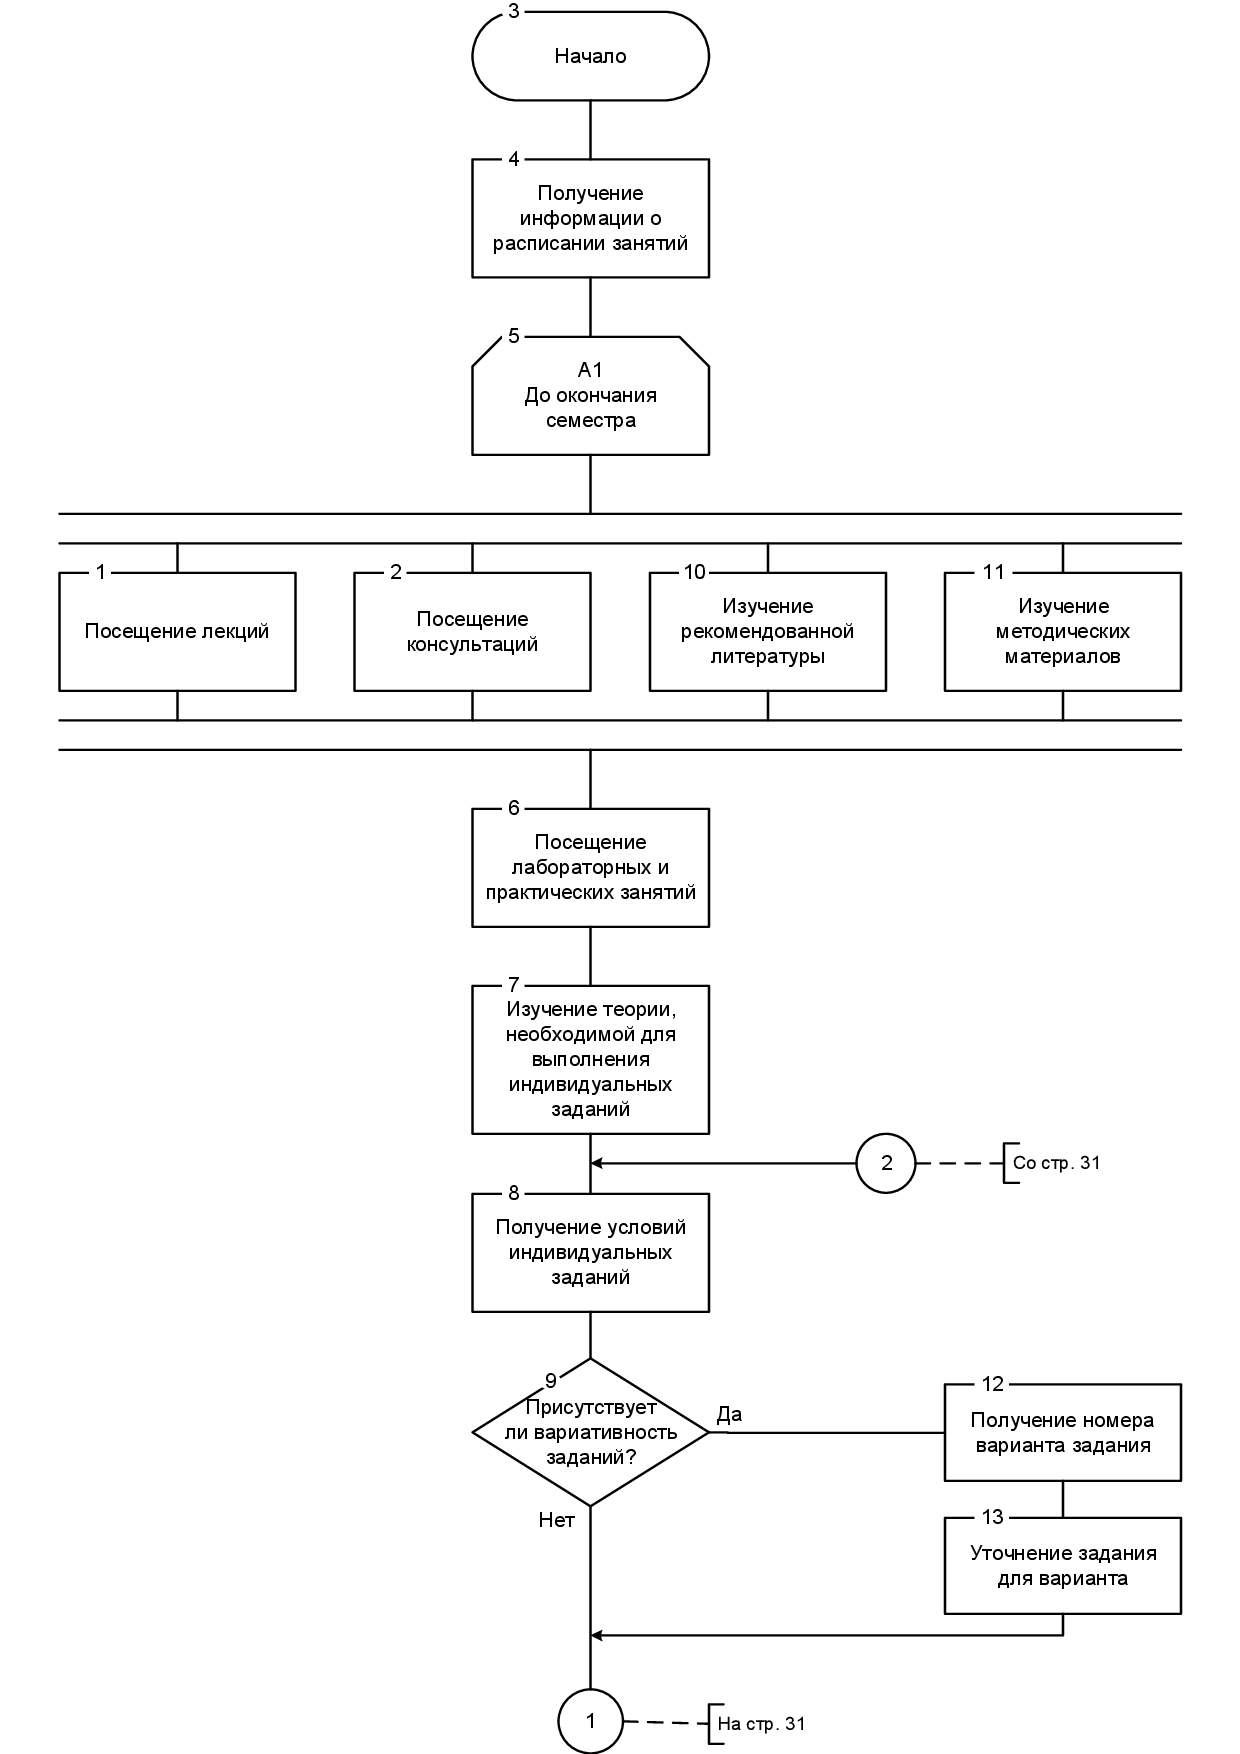 3
Начало
4
Получение
информации о
расписании занятий
5
А1
До окончания
семестра
1
Посещение лекций
2
Посещение
консультаций
10
Изучение
рекомендованной
литературы
11
Изучение
методических
материалов
6
Посещение
лабораторных и
практических занятий
7
Изучение теории,
необходимой для
выполнения
индивидуальных
заданий
2
Со стр. 31
8
Получение условий
индивидуальных
заданий
9
Присутствует
ли вариативность
заданий?
Да
Нет
12
Получение номера
варианта задания
13
Уточнение задания
для варианта
1
На стр. 31